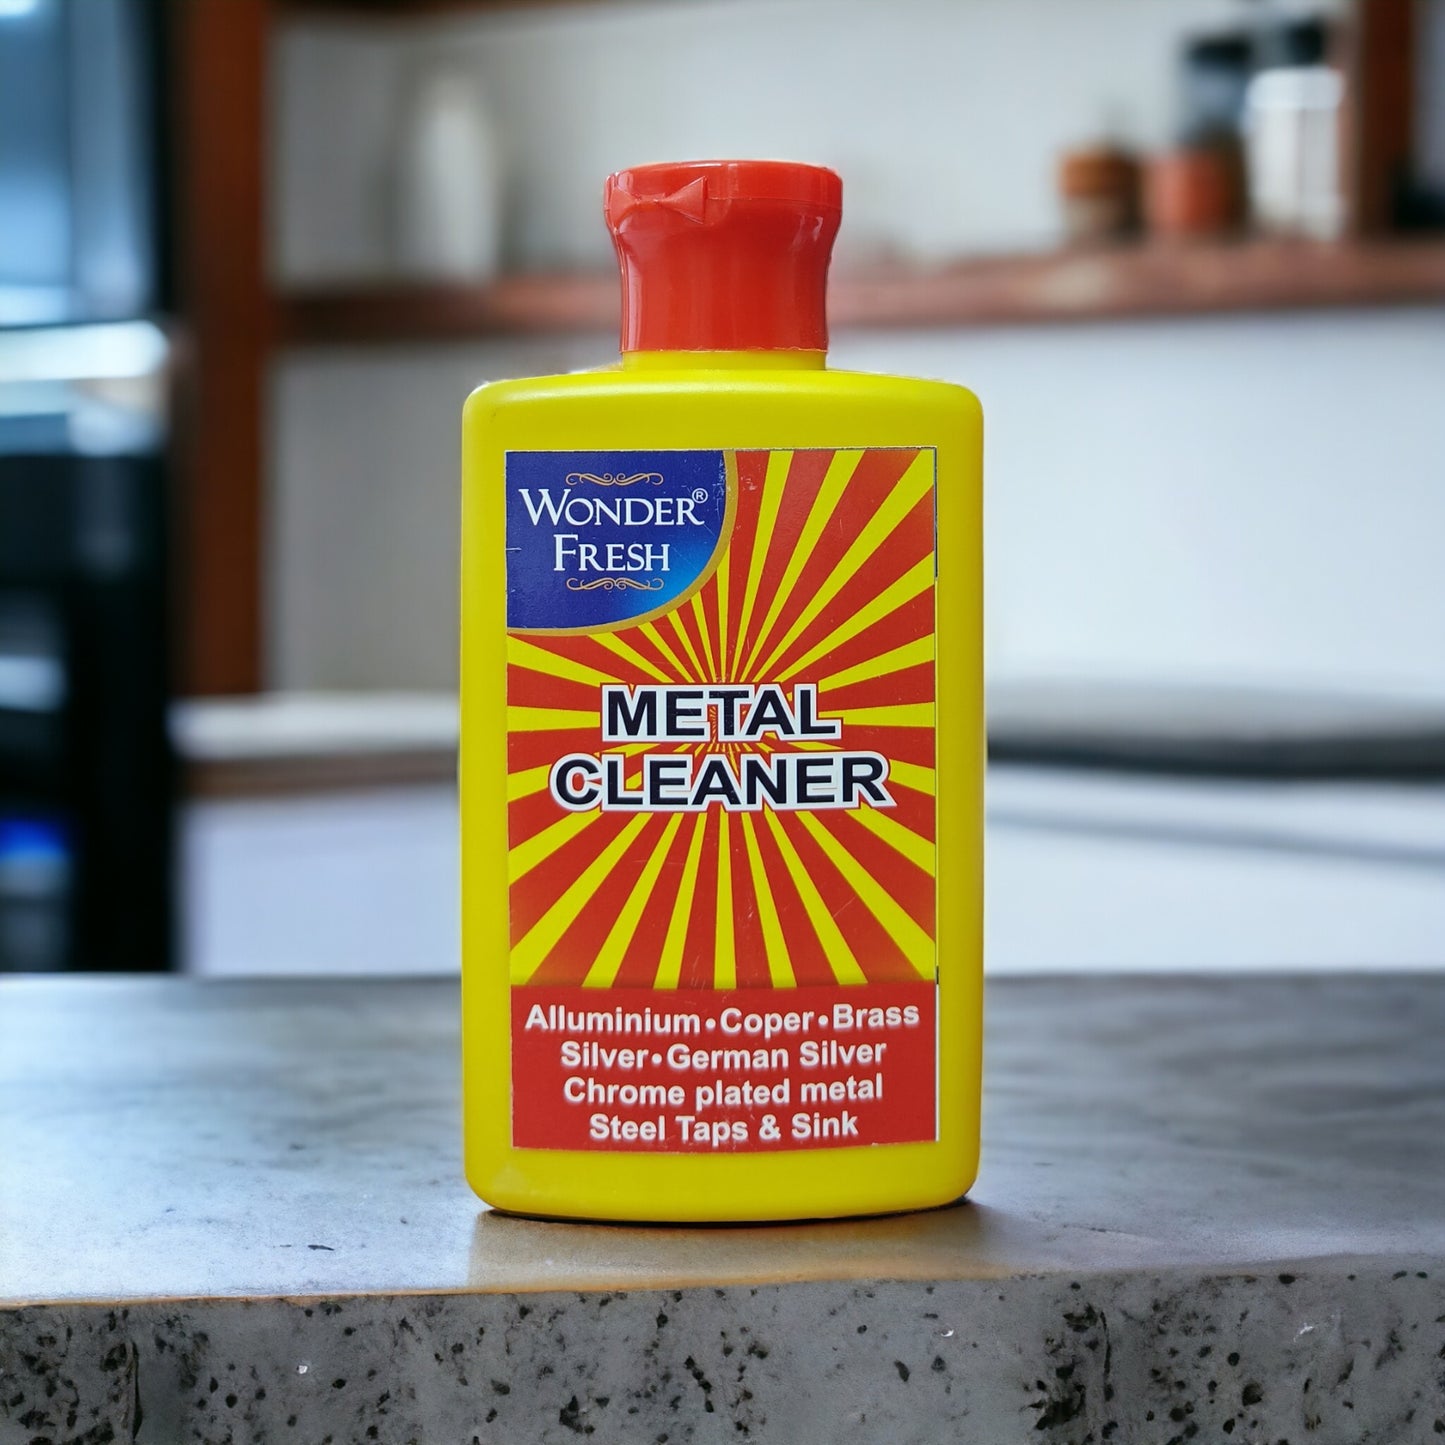 WONDER®
FRESH
METAL
CLEANER
Alluminium • Coper • Brass
Silver • German Silver
Chrome plated metal
Steel Taps & Sink